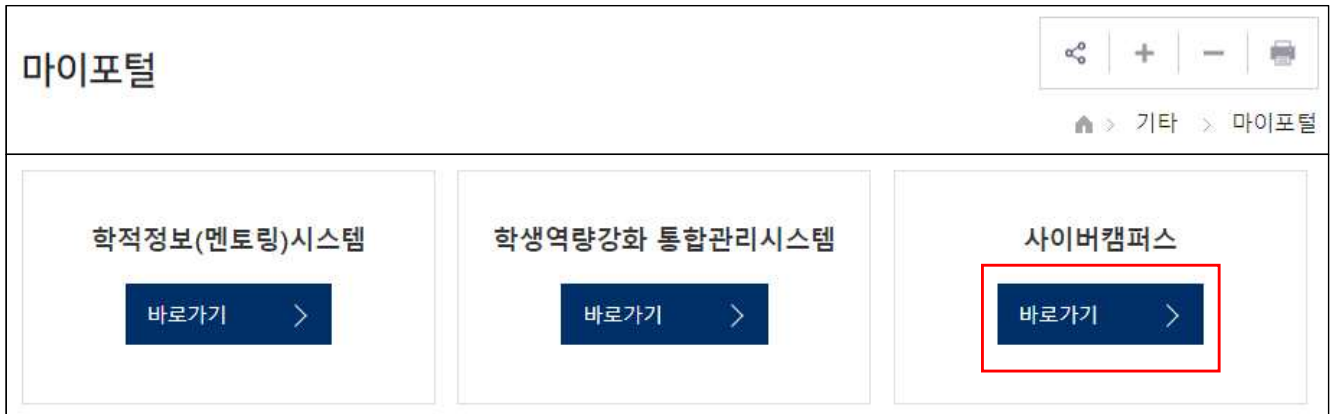 마이포털
기타 > 마이포털
학적정보(멘토링)시스템
바로가기 >
학생역량강화 통합관리시스템
바로가기 >
사이버캠퍼스
바로가기 >